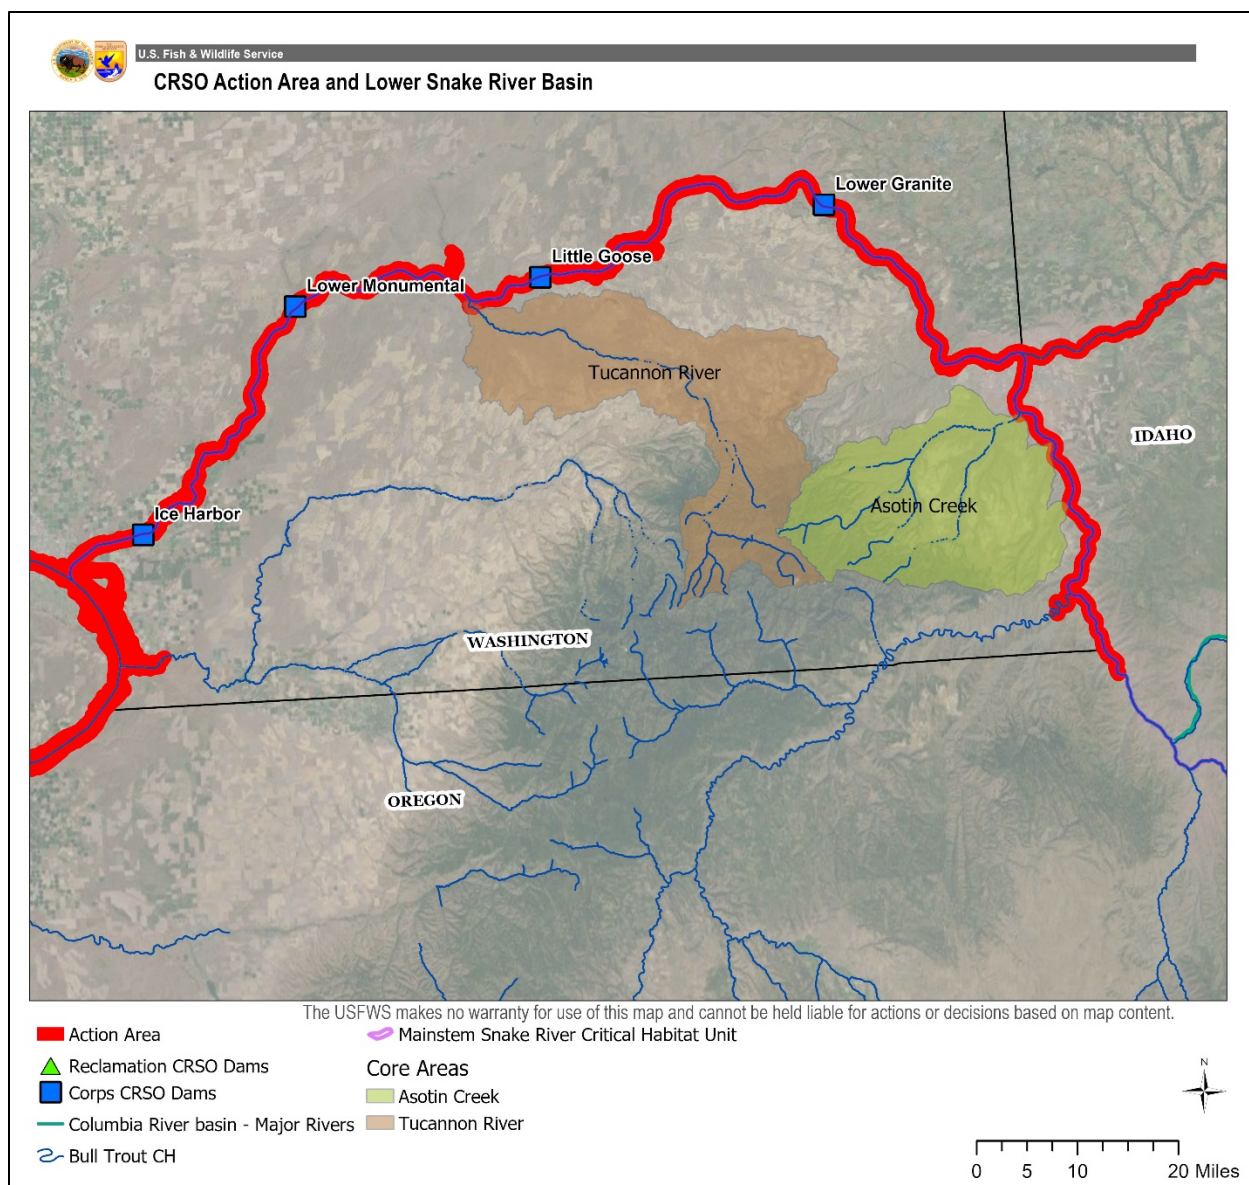 U.S. Fish & Wildlife Service
CRSO Action Area and Lower Snake River Basin
Lower Granite
Little Goose
Lower Monumental
Tucannon River
IDAHO
Asotin Creek
Ice Harbor
WASHINGTON
OREGON
The USFWS makes no warranty for use of this map and cannot be held liable for actions or decisions based on map content.
Action Area
Reclamation CRSO Dams
Corps CRSO Dams
Columbia River basin - Major Rivers
Bull Trout CH
Mainstem Snake River Critical Habitat Unit
Core Areas
Asotin Creek
Tucannon River
N
0 5 10 20 Miles